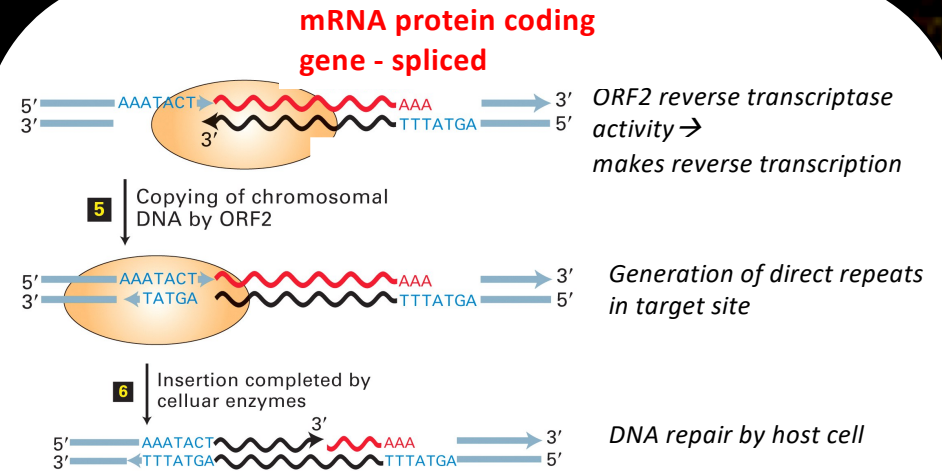 mRNA protein coding
gene - spliced
5′ AAATACT AAA 3′
3′ 3′ TTTATGA 5′
ORF2 reverse transcriptase
activity→
makes reverse transcription
5 Copying of chromosomal
DNA by ORF2
5′ AAATACT AAA 3′
3′ TATGA TTTATGA 5′
Generation of direct repeats
in target site
6 Insertion completed by
celluar enzymes
3′
5′ AAATACT AAA 3′
3′ TTTATGA TTTATGA 5′
DNA repair by host cell